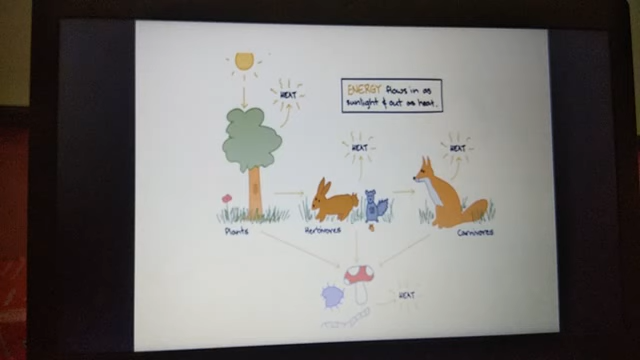 HEAT
ENERGY flows in as
sunlight & out as heat.
HEAT
HEAT
Plants
Herbivores
Carnivores
HEAT